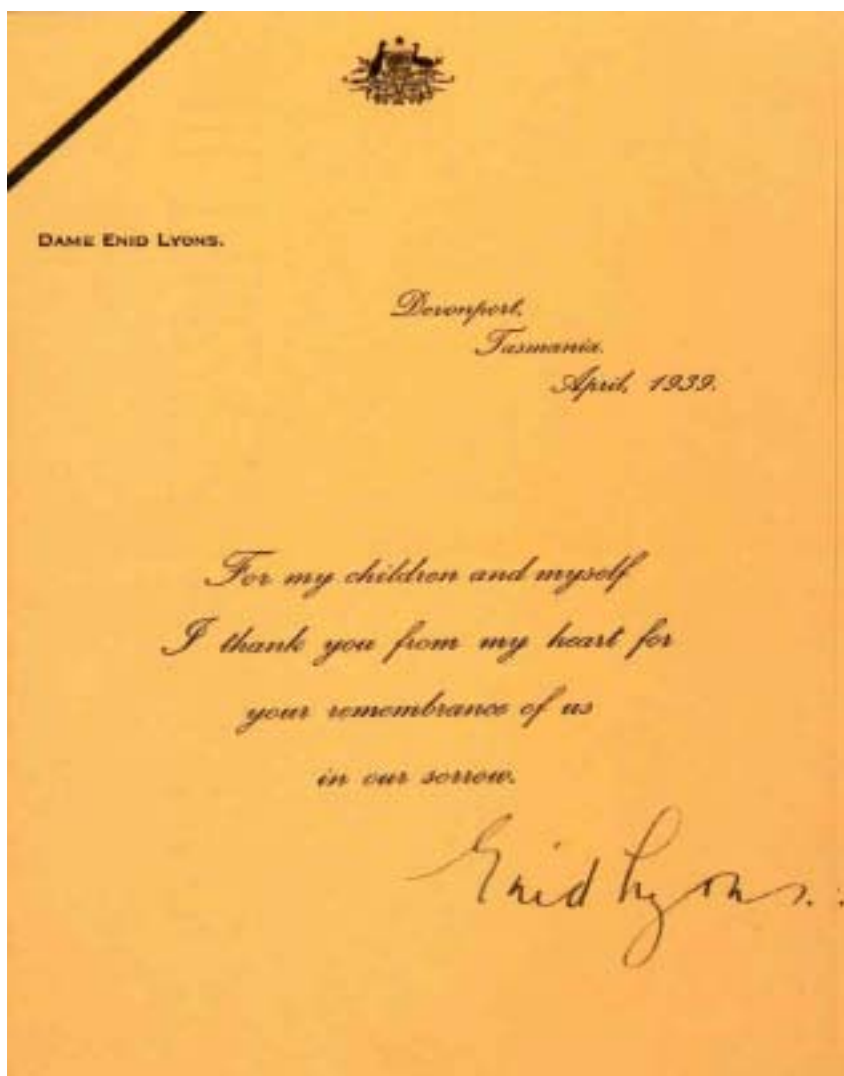 DAME ENID LYONS.
Devonport,
Tasmania.
April, 1939.
For my children and myself
I thank you from my heart for
your remembrance of us
in our sorrow.
Enid Lyons.